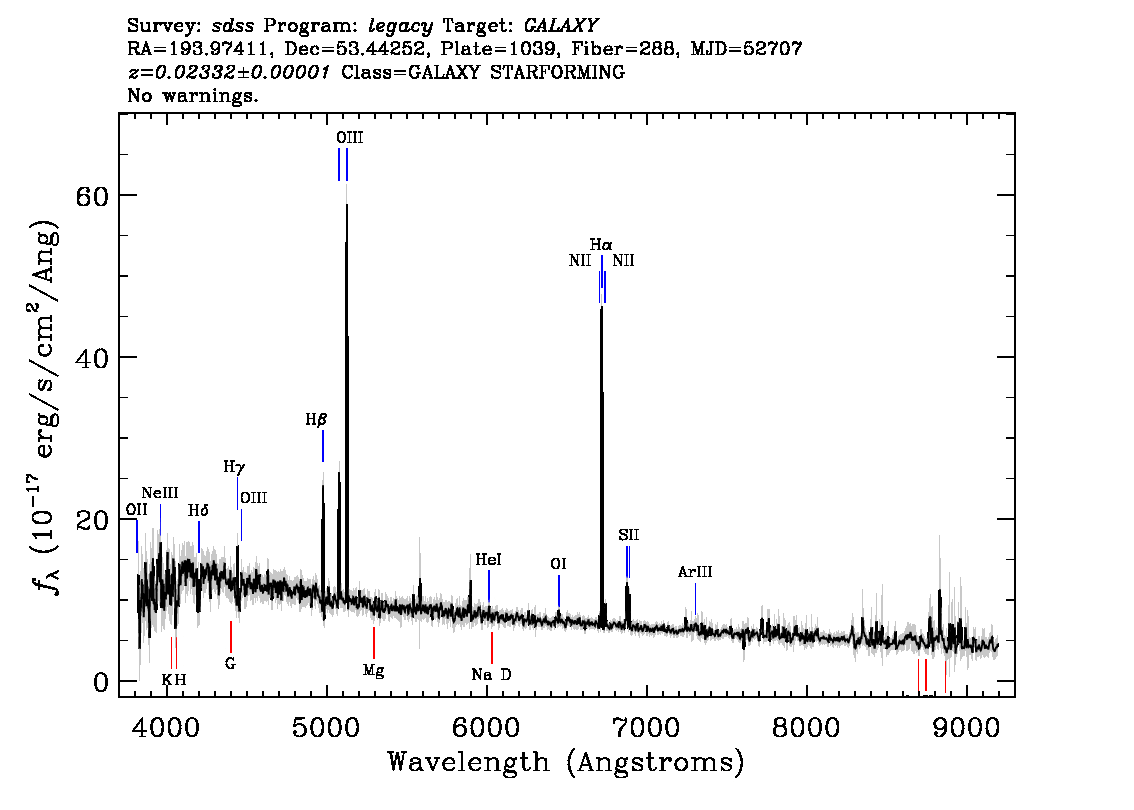 Survey: sdss Program: legacy Target: GALAXY
RA=193.97411, Dec=53.44252, Plate=1039, Fiber=288, MJD=52707
z=0.02332±0.00001 Class=GALAXY STARFORMING
No warnings.
OIII
60
Hα
NII NII
fλ (10⁻¹⁷ erg/s/cm²/Ang)
40
Hβ
Hγ
NeIII OIII
OII Hδ
20
SII
HeI OI
ArIII
G
Mg
K H Na D
0
4000 5000 6000 7000 8000 9000
Wavelength (Angstroms)